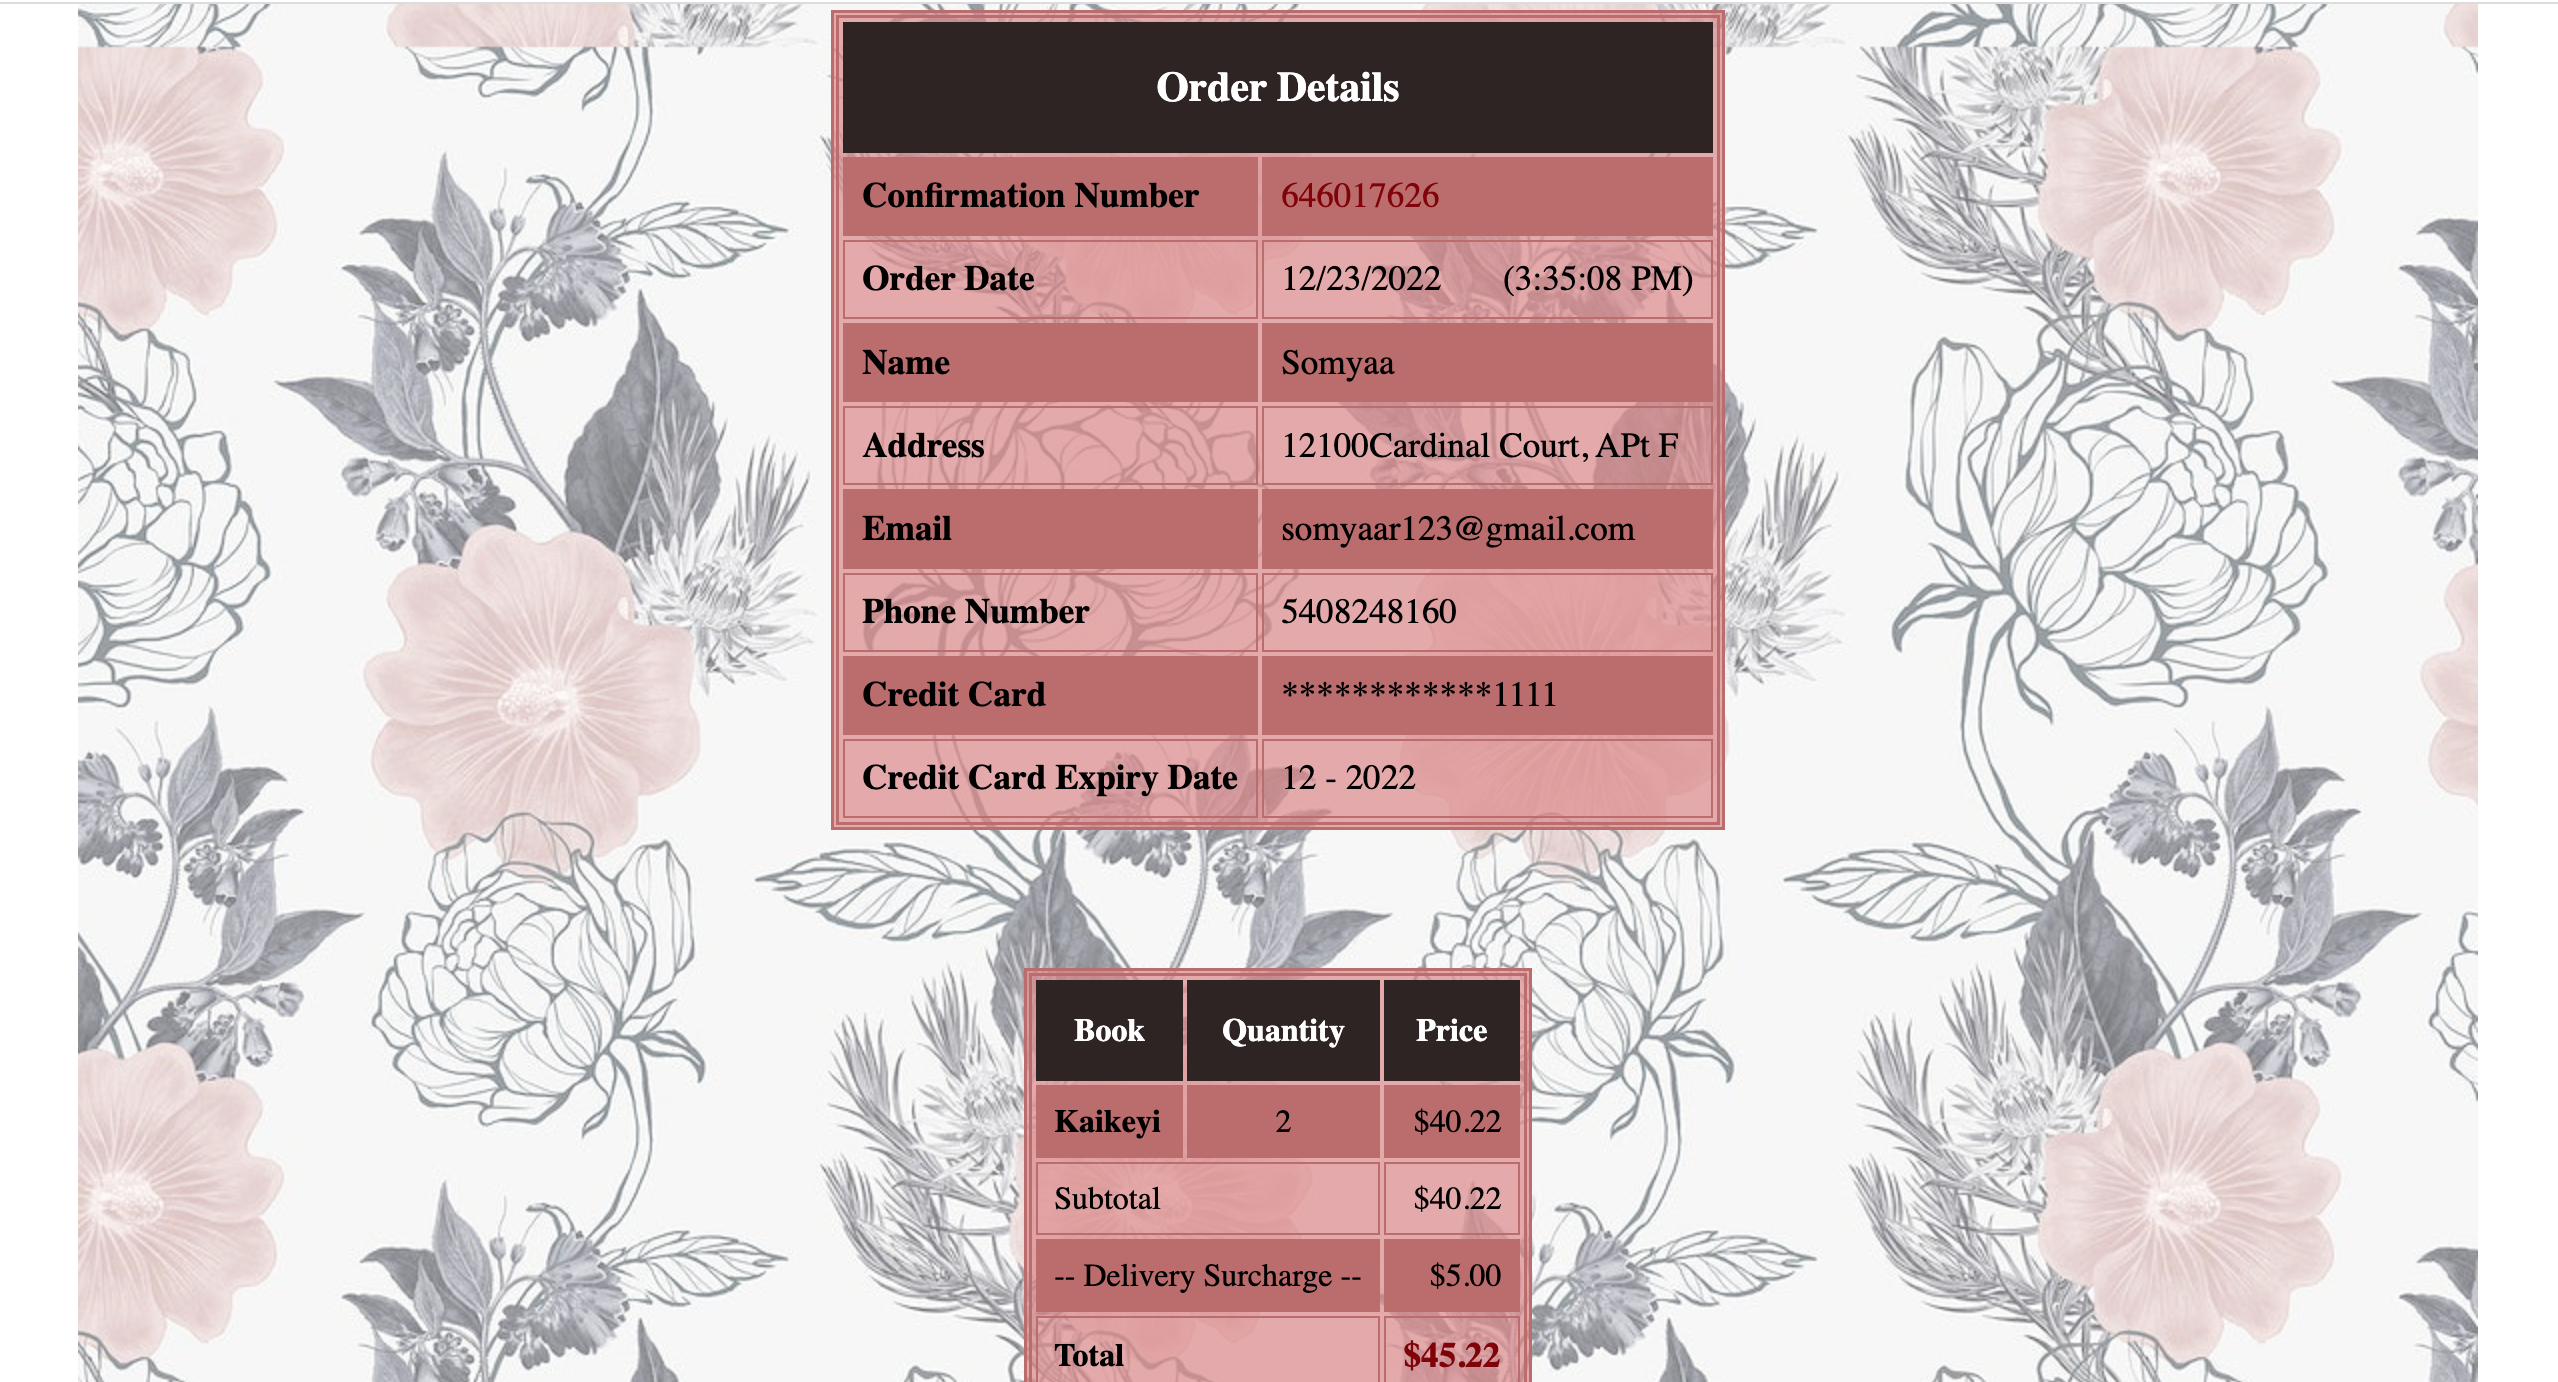 Order Details
Confirmation Number 646017626
Order Date 12/23/2022 (3:35:08 PM)
Name Somyaa
Address 12100Cardinal Court, APt F
Email somyaar123@gmail.com
Phone Number 5408248160
Credit Card ************1111
Credit Card Expiry Date 12 - 2022
Book Quantity Price
Kaikeyi 2 $40.22
Subtotal $40.22
-- Delivery Surcharge -- $5.00
Total $45.22